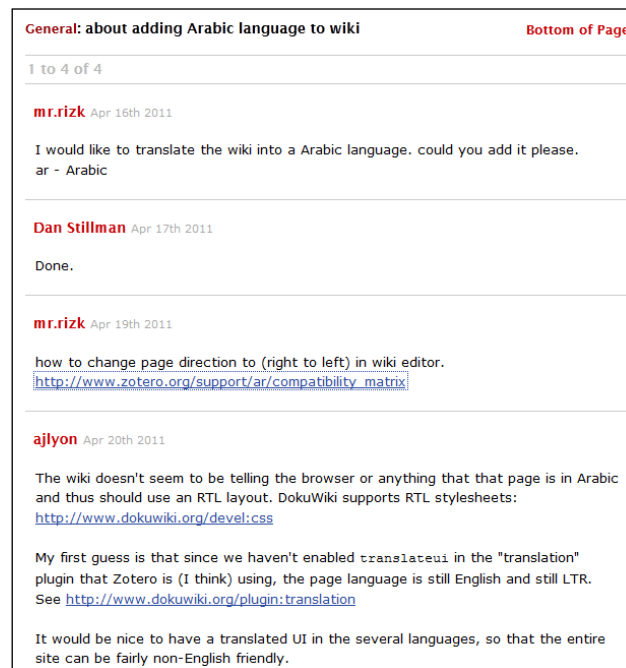 General: about adding Arabic language to wiki
Bottom of Page
1 to 4 of 4
mr.rizk Apr 16th 2011
I would like to translate the wiki into a Arabic language. could you add it please.
ar - Arabic
Dan Stillman Apr 17th 2011
Done.
mr.rizk Apr 19th 2011
how to change page direction to (right to left) in wiki editor.
http://www.zotero.org/support/ar/compatibility_matrix
ajlyon Apr 20th 2011
The wiki doesn't seem to be telling the browser or anything that that page is in Arabic
and thus should use an RTL layout. DokuWiki supports RTL stylesheets:
http://www.dokuwiki.org/devel:css
My first guess is that since we haven't enabled translateui in the "translation"
plugin that Zotero is (I think) using, the page language is still English and still LTR.
See http://www.dokuwiki.org/plugin:translation
It would be nice to have a translated UI in the several languages, so that the entire
site can be fairly non-English friendly.